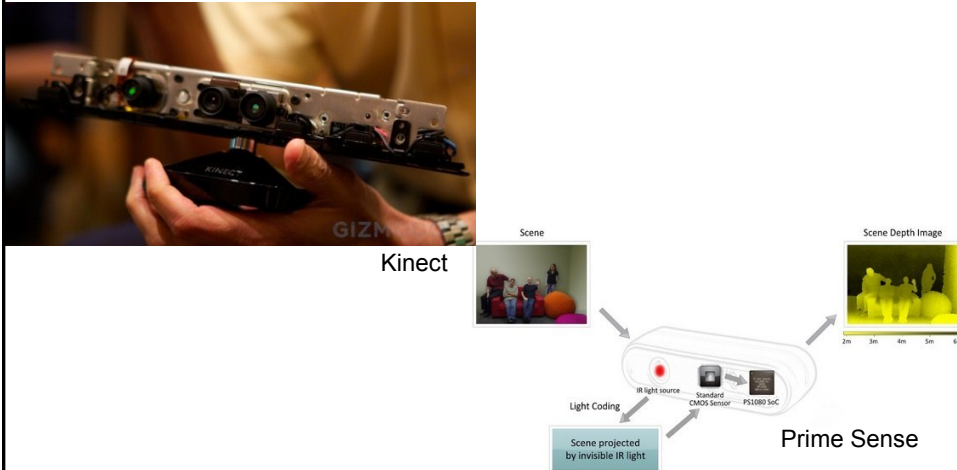 KINECT
Kinect
Scene
Scene Depth Image
2m 3m 4m 5m
IR light source
Standard
CMOS Sensor
PS1080 SoC
Light Coding
Scene projected
by invisible IR light
Prime Sense